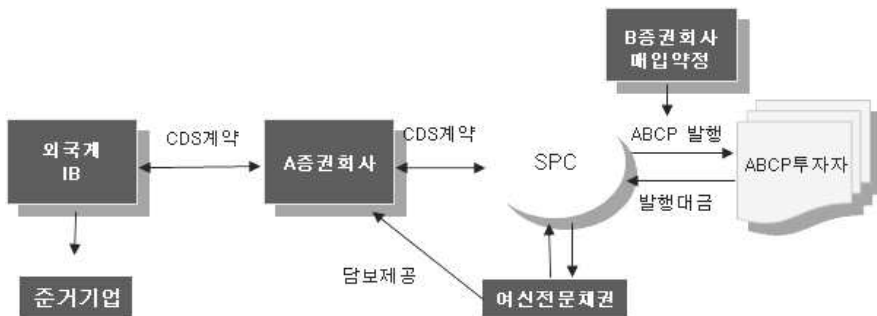 B증권회사
매입약정
외국계
IB
CDS계약
A증권회사
CDS계약
SPC
ABCP 발행
발행대금
ABCP투자자
준거기업
담보제공
여신전문채권